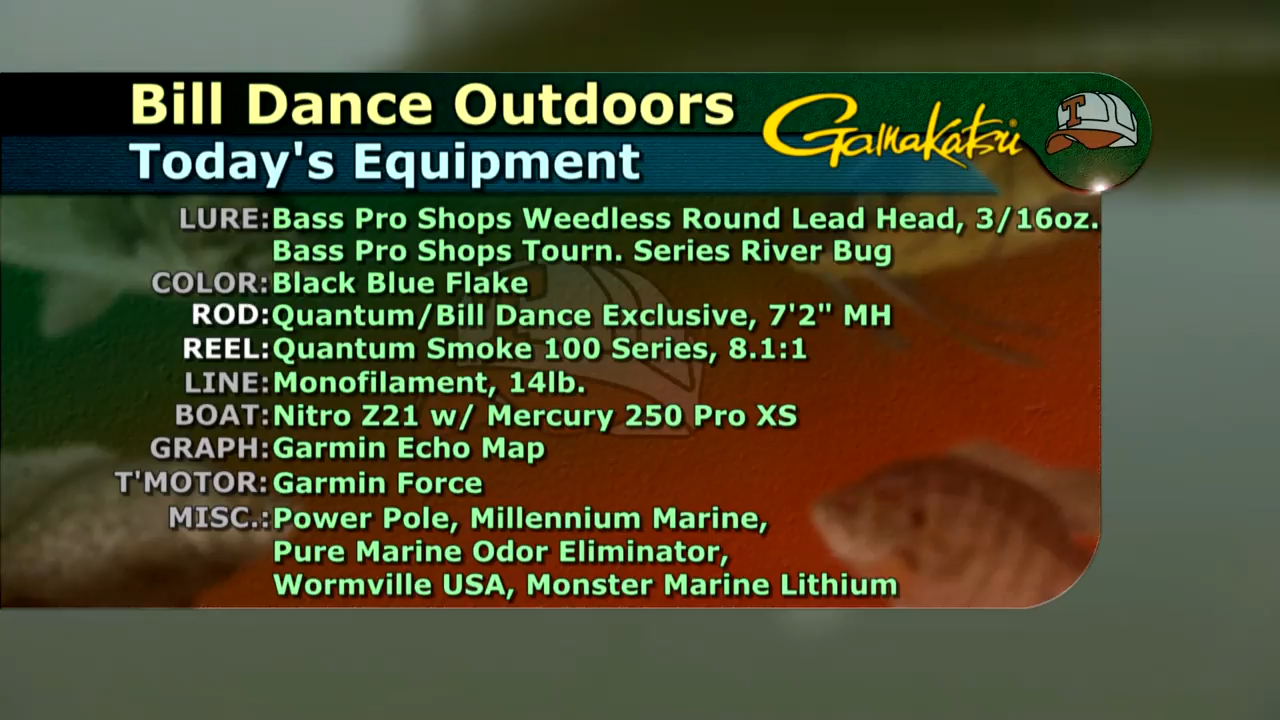 Bill Dance Outdoors
Gamakatsu®
T
Today's Equipment
LURE: Bass Pro Shops Weedless Round Lead Head, 3/16oz.
Bass Pro Shops Tourn. Series River Bug
COLOR: Black Blue Flake
ROD: Quantum/Bill Dance Exclusive, 7'2" MH
REEL: Quantum Smoke 100 Series, 8.1:1
LINE: Monofilament, 14lb.
BOAT: Nitro Z21 w/ Mercury 250 Pro XS
GRAPH: Garmin Echo Map
T'MOTOR: Garmin Force
MISC.: Power Pole, Millennium Marine,
Pure Marine Odor Eliminator,
Wormville USA, Monster Marine Lithium